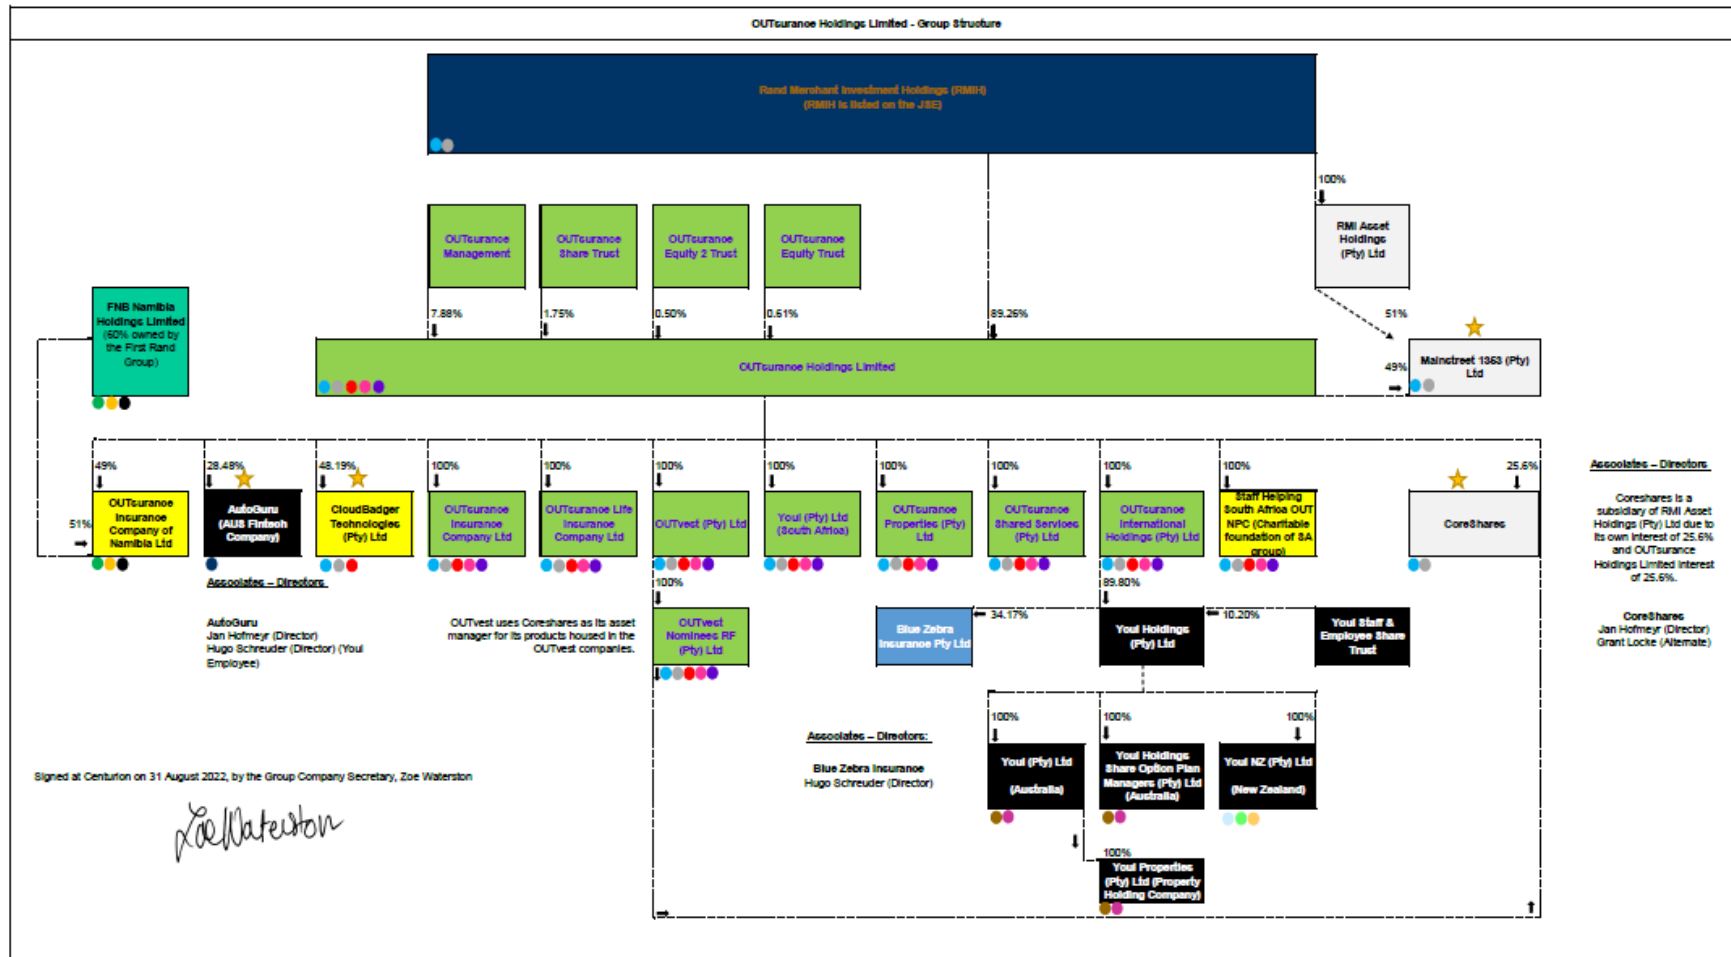 OUTsurance Holdings Limited - Group Structure
Rand Merchant Investment Holdings (RMIH)
(RMIH is listed on the JSE)
100%
OUTsurance
Management
OUTsurance
Share Trust
OUTsurance
Equity 2 Trust
OUTsurance
Equity Trust
RMI Asset
Holdings
(Pty) Ltd
FNB Namibia
Holdings Limited
(60% owned by
the First Rand
Group)
7.88%
1.75%
0.50%
0.61%
89.26%
51%
OUTsurance Holdings Limited
49%
Mainstreet 1353 (Pty)
Ltd
49%
28.48%
48.19%
100%
100%
100%
100%
100%
100%
100%
100%
25.6%
51%
OUTsurance
Insurance
Company of
Namibia Ltd
AutoGuru
(AUS Fintech
Company)
CloudBadger
Technologies
(Pty) Ltd
OUTsurance
Insurance
Company Ltd
OUTsurance Life
Insurance
Company Ltd
OUTvest (Pty) Ltd
Youi (Pty) Ltd
(South Africa)
OUTsurance
Properties (Pty)
Ltd
OUTsurance
Shared Services
(Pty) Ltd
OUTsurance
International
Holdings (Pty) Ltd
Staff Helping
South Africa OUT
NPC (Charitable
foundation of SA
group)
CoreShares
Associates – Directors
Coreshares is a
subsidiary of RMI Asset
Holdings (Pty) Ltd due to
its own interest of 25.6%
and OUTsurance
Holdings Limited interest
of 25.6%.
CoreShares
Jan Hofmeyr (Director)
Grant Locke (Alternate)
Associates – Directors
AutoGuru
Jan Hofmeyr (Director)
Hugo Schreuder (Director) (Youi
Employee)
OUTvest uses Coreshares as its asset
manager for its products housed in the
OUTvest companies.
100%
OUTvest
Nominees RF
(Pty) Ltd
Blue Zebra
Insurance Pty Ltd
34.17%
89.80%
Youi Holdings
(Pty) Ltd
10.20%
Youi Staff &
Employee Share
Trust
Associates – Directors:
Blue Zebra Insurance
Hugo Schreuder (Director)
100%
100%
100%
Youi (Pty) Ltd
(Australia)
Youi Holdings
Share Option Plan
Managers (Pty) Ltd
(Australia)
Youi NZ (Pty) Ltd
(New Zealand)
100%
Youi Properties
(Pty) Ltd (Property
Holding Company)
Signed at Centurion on 31 August 2022, by the Group Company Secretary, Zoe Waterston
Zoe Waterston